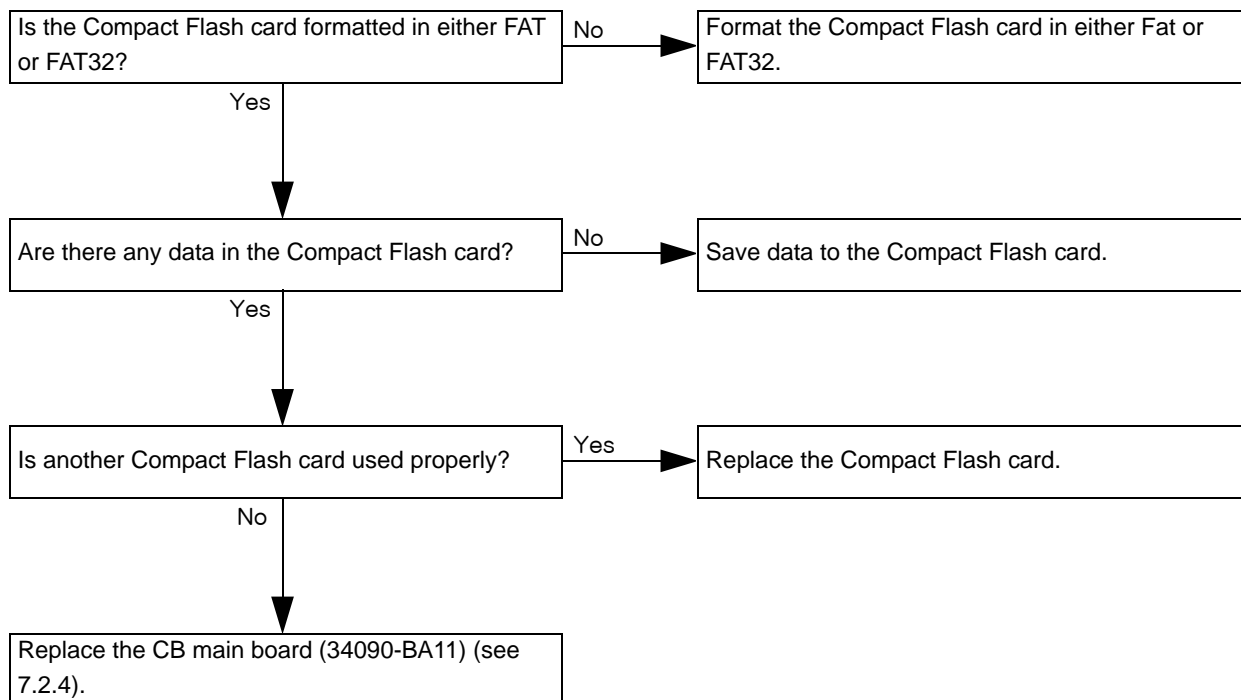 Is the Compact Flash card formatted in either FAT
or FAT32?
No
Format the Compact Flash card in either Fat or
FAT32.
Yes
Are there any data in the Compact Flash card?
No
Save data to the Compact Flash card.
Yes
Is another Compact Flash card used properly?
Yes
Replace the Compact Flash card.
No
Replace the CB main board (34090-BA11) (see
7.2.4).